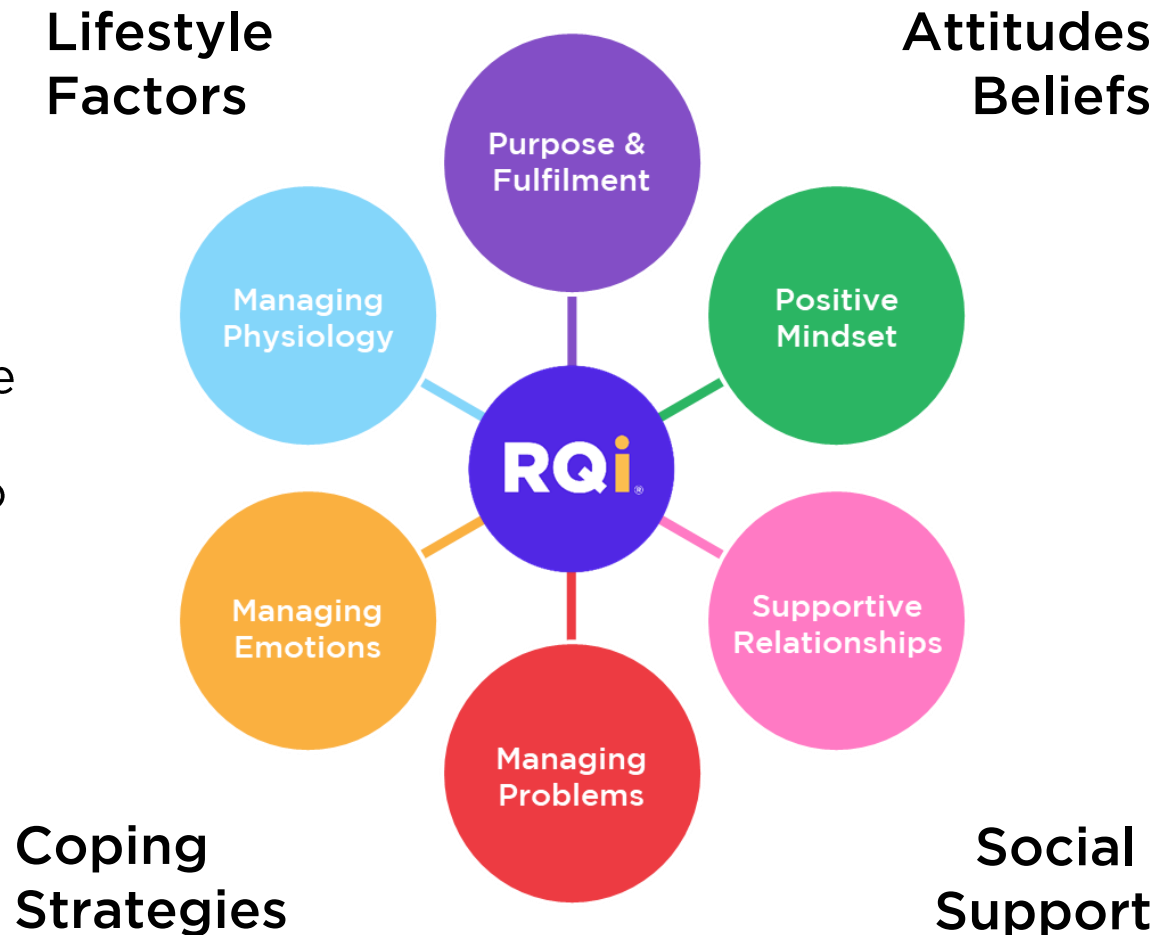 Lifestyle
Factors
Attitudes
Beliefs
Purpose &
Fulfilment
Managing
Physiology
Positive
Mindset
RQi®
Managing
Emotions
Supportive
Relationships
Managing
Problems
Coping
Strategies
Social
Support